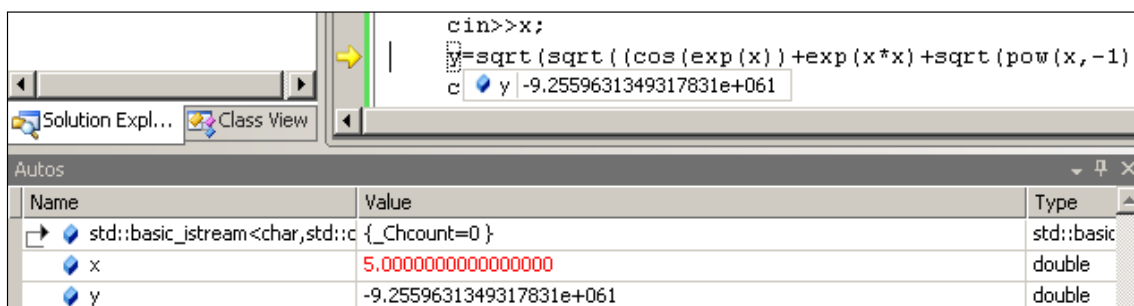 cin>>x;
y=sqrt(sqrt((cos(exp(x))+exp(x*x)+sqrt(pow(x,-1)
c y -9.2559631349317831e+061
Solution Expl... Class View
Autos
Name Value Type
std::basic_istream<char,std::c {_Chcount=0 } std::basic
x 5.0000000000000000 double
y -9.2559631349317831e+061 double